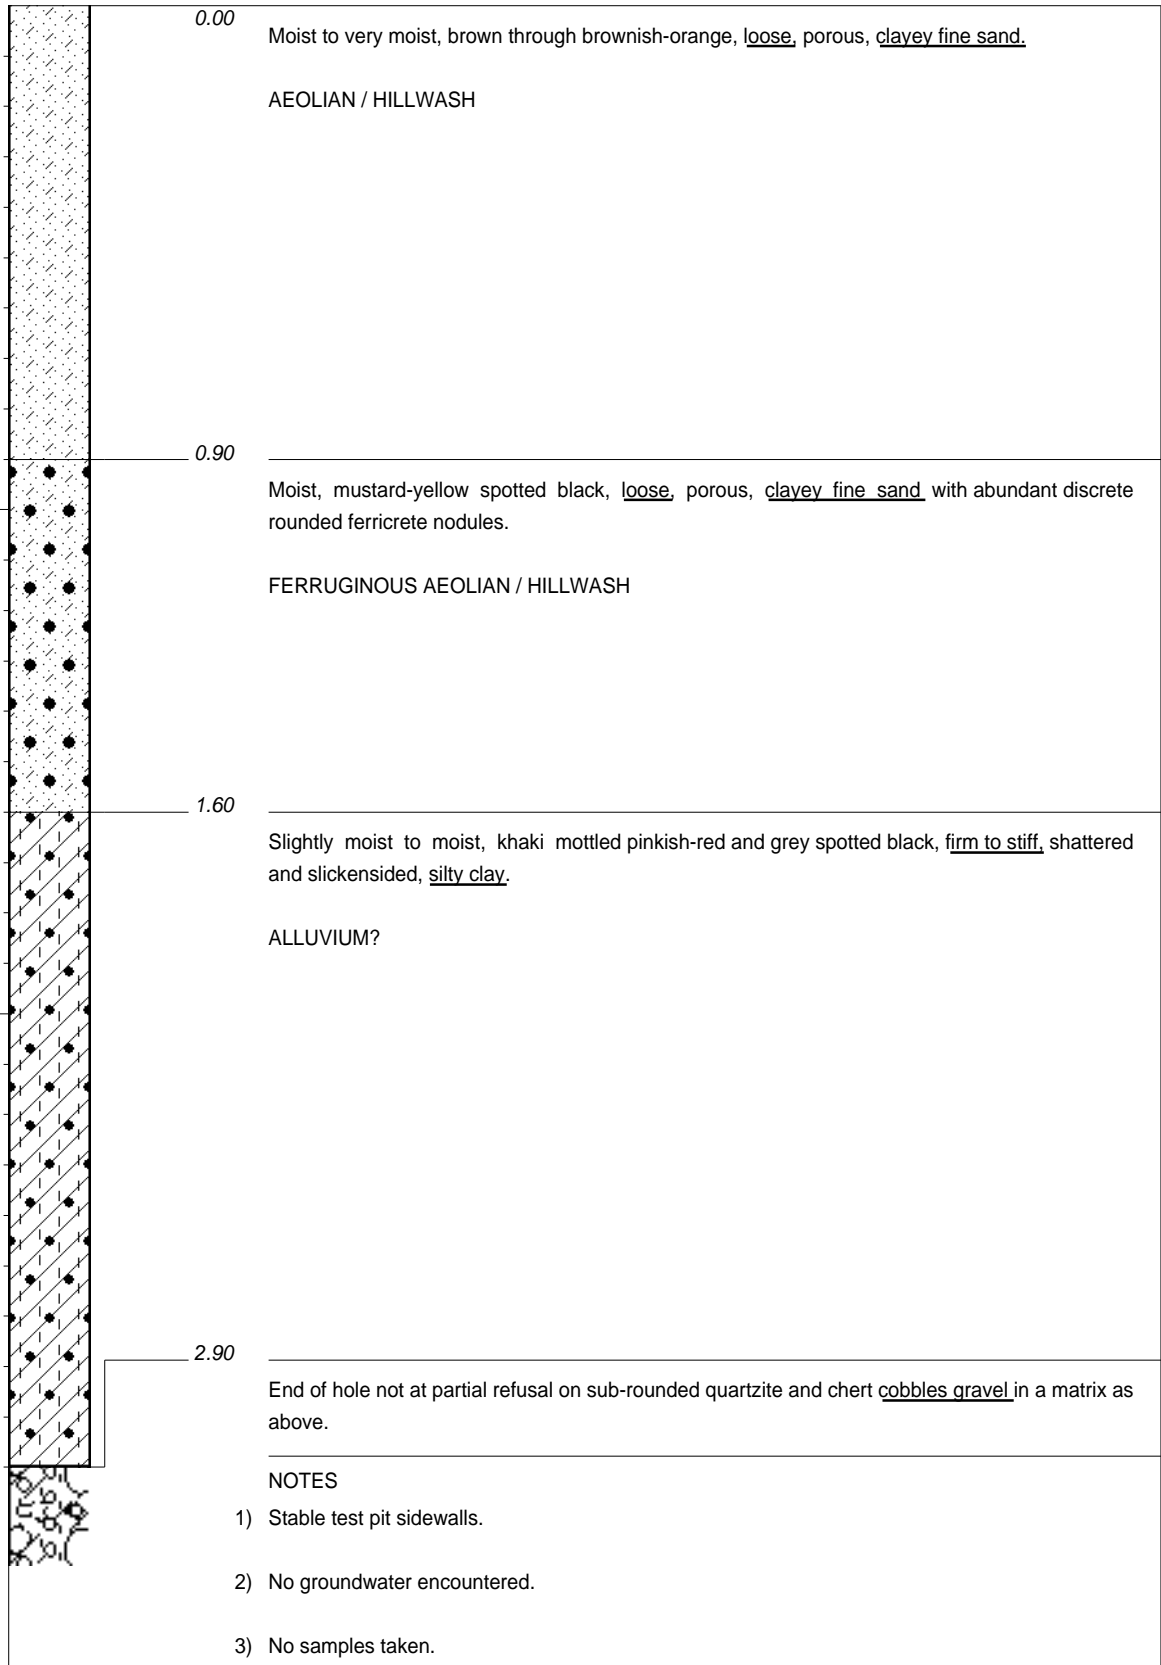 0.00
Moist to very moist, brown through brownish-orange, loose, porous, clayey fine sand.
AEOLIAN / HILLWASH
0.90
Moist, mustard-yellow spotted black, loose, porous, clayey fine sand with abundant discrete
rounded ferricrete nodules.
FERRUGINOUS AEOLIAN / HILLWASH
1.60
Slightly moist to moist, khaki mottled pinkish-red and grey spotted black, firm to stiff, shattered
and slickensided, silty clay.
ALLUVIUM?
2.90
End of hole not at partial refusal on sub-rounded quartzite and chert cobbles gravel in a matrix as
above.
NOTES
1) Stable test pit sidewalls.
2) No groundwater encountered.
3) No samples taken.